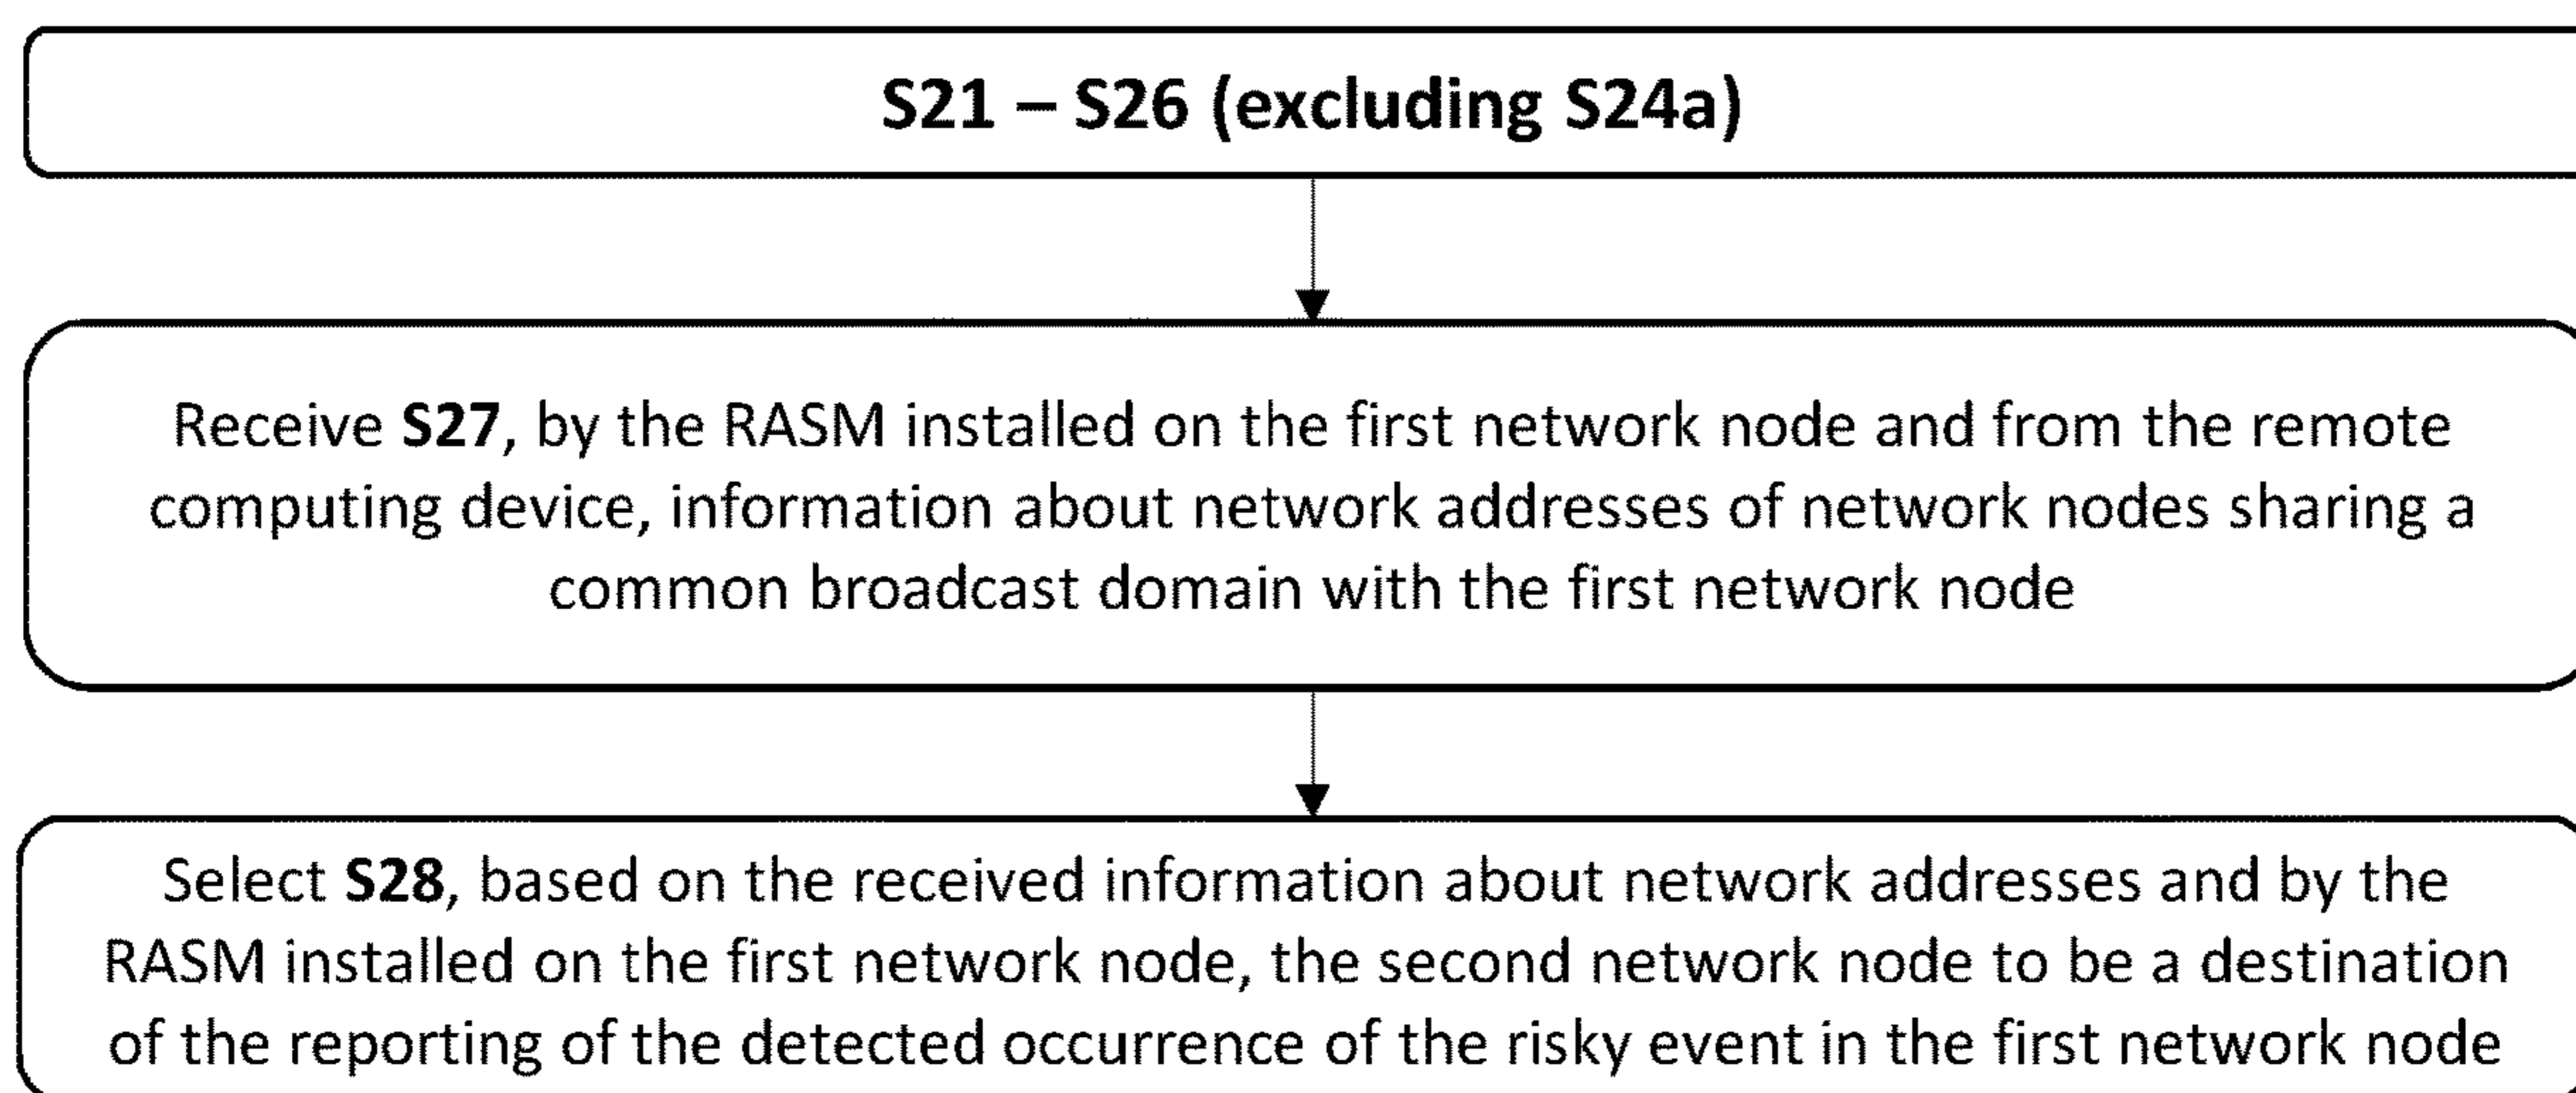 S21 – S26 (excluding S24a)
Receive S27, by the RASM installed on the first network node and from the remote
computing device, information about network addresses of network nodes sharing a
common broadcast domain with the first network node
Select S28, based on the received information about network addresses and by the
RASM installed on the first network node, the second network node to be a destination
of the reporting of the detected occurrence of the risky event in the first network node